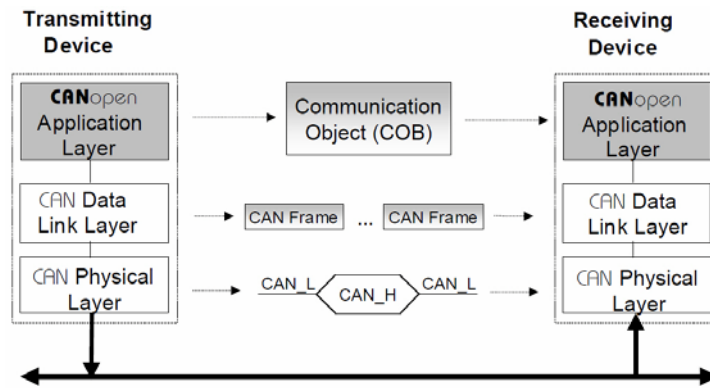 Transmitting
Device
Receiving
Device
CANopen
Application
Layer
Communication
Object (COB)
CANopen
Application
Layer
CAN Data
Link Layer
CAN Frame ... CAN Frame
CAN Data
Link Layer
CAN Physical
Layer
CAN_L CAN_H CAN_L
CAN Physical
Layer